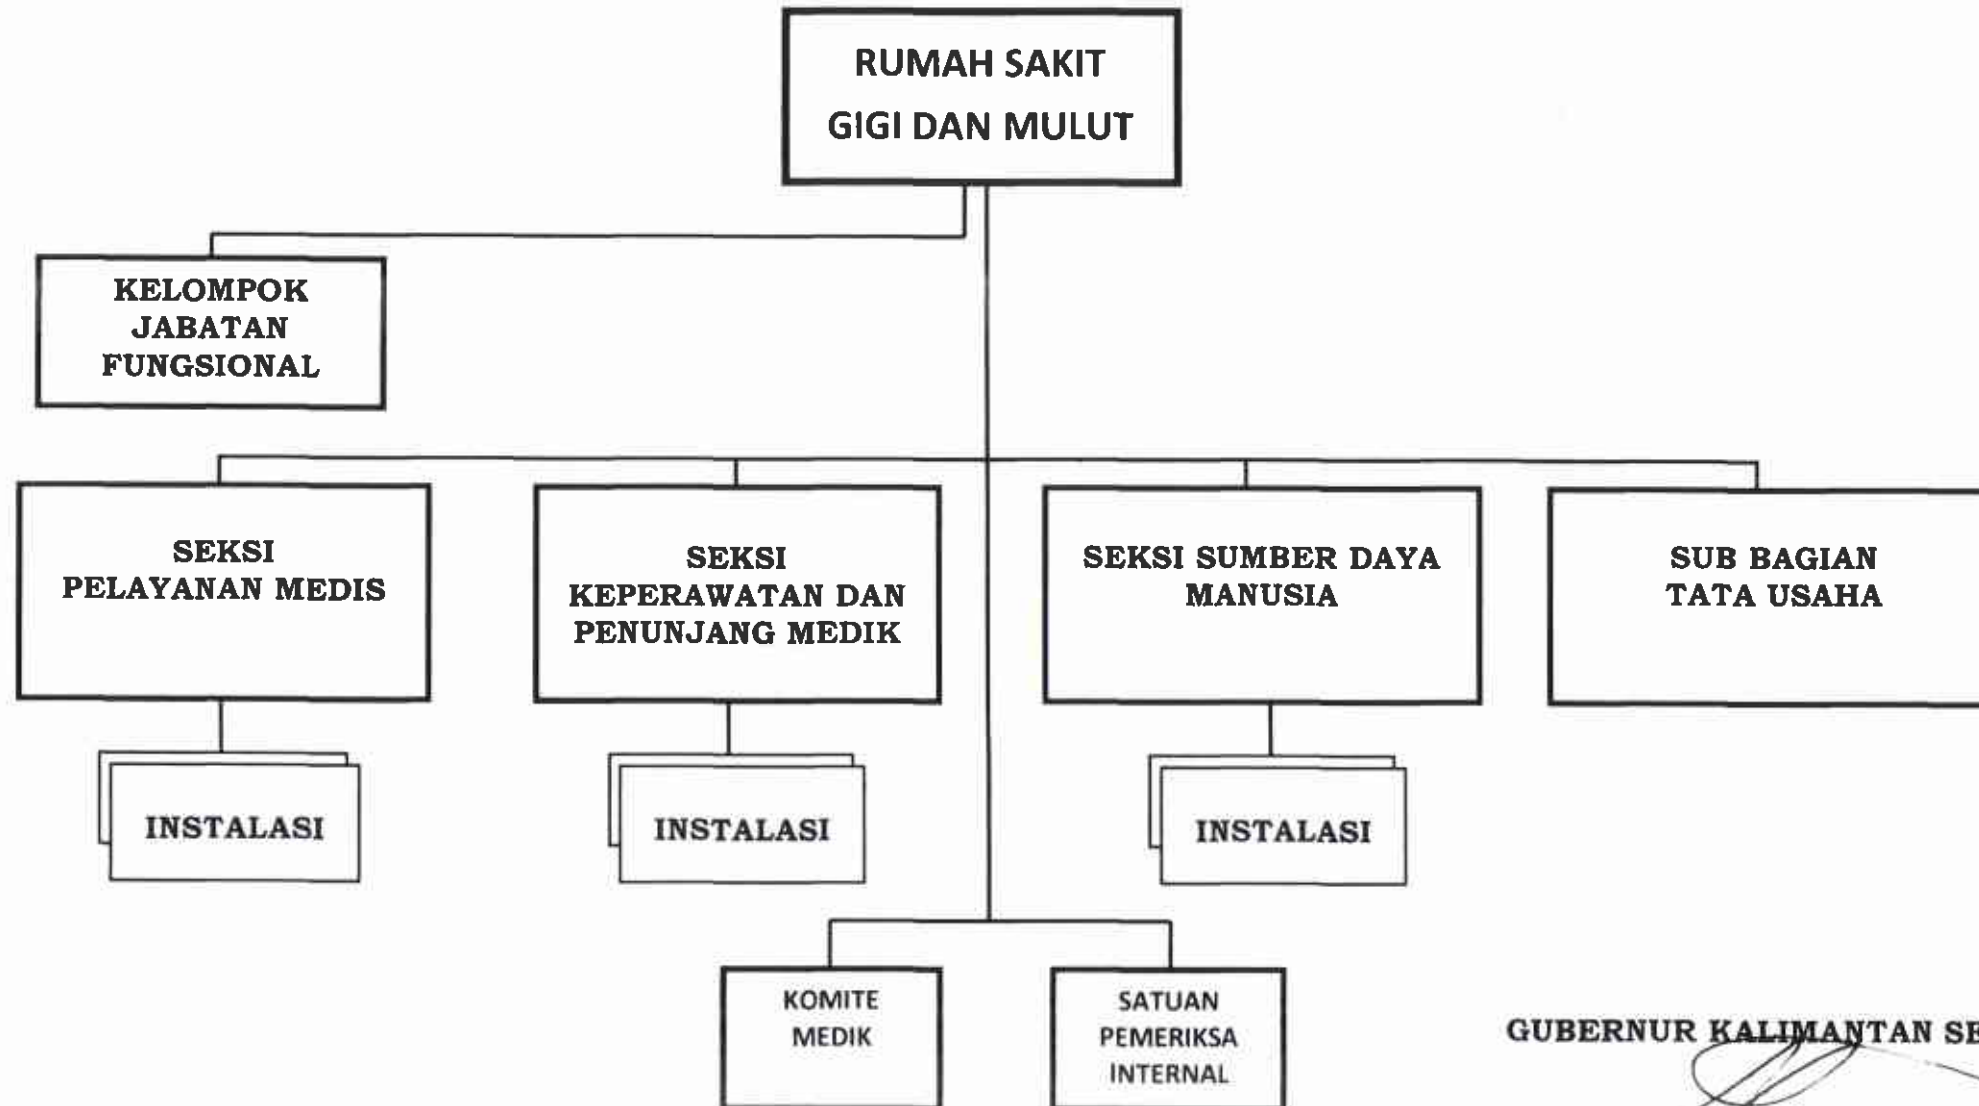 RUMAH SAKIT
GIGI DAN MULUT
KELOMPOK
JABATAN
FUNGSIONAL
SEKSI
PELAYANAN MEDIS
SEKSI
KEPERAWATAN DAN
PENUNJANG MEDIK
SEKSI SUMBER DAYA
MANUSIA
SUB BAGIAN
TATA USAHA
INSTALASI
INSTALASI
INSTALASI
KOMITE
MEDIK
SATUAN
PEMERIKSA
INTERNAL
GUBERNUR KALIMANTAN SE